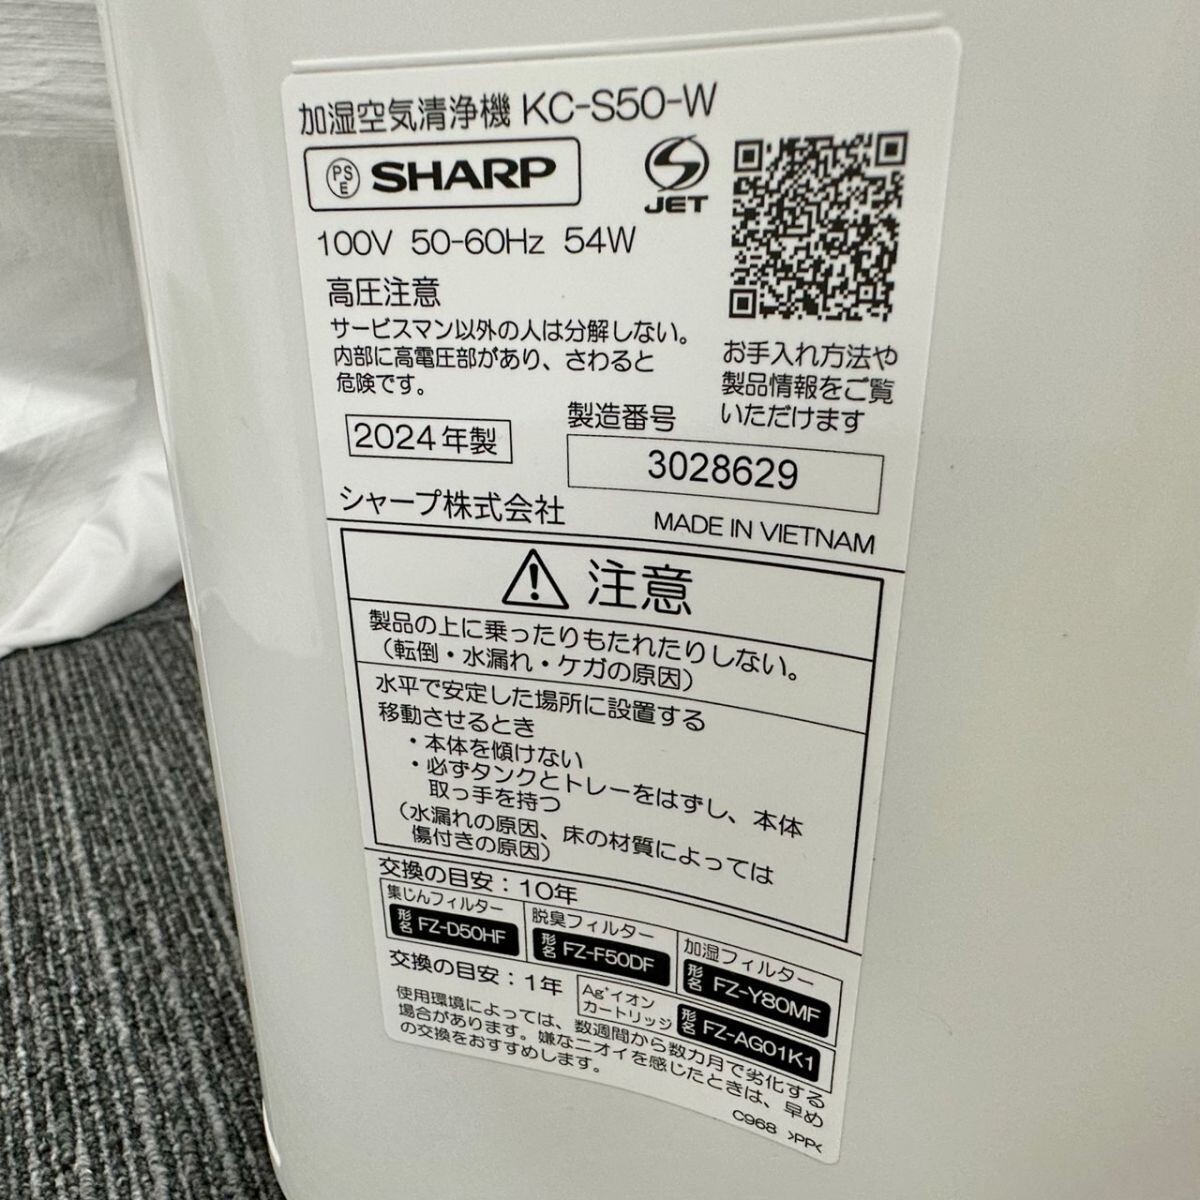 加湿空気清浄機 KC-S50-W
PS
E
SHARP
JET
100V 50-60Hz 54W
高圧注意
サービスマン以外の人は分解しない。
内部に高電圧部があり、さわると
危険です。
お手入れ方法や
製品情報をご覧
いただけます
2024年製
製造番号
3028629
シャープ株式会社
MADE IN VIETNAM
注意
製品の上に乗ったりもたれたりしない。
（転倒・水漏れ・ケガの原因）
水平で安定した場所に設置する
移動させるとき
・本体を傾けない
・必ずタンクとトレーをはずし、本体
取っ手を持つ
（水漏れの原因、床の材質によっては
傷付きの原因）
交換の目安：10年
集じんフィルター
形名 FZ-D50HF
脱臭フィルター
形名 FZ-F50DF
加湿フィルター
形名 FZ-Y80MF
交換の目安：1年
Ag⁺イオン
カートリッジ
形名 FZ-AG01K1
使用環境によっては、数週間から数カ月で劣化する
場合があります。嫌なニオイを感じたときは、早め
の交換をおすすめします。
C968 >PP<